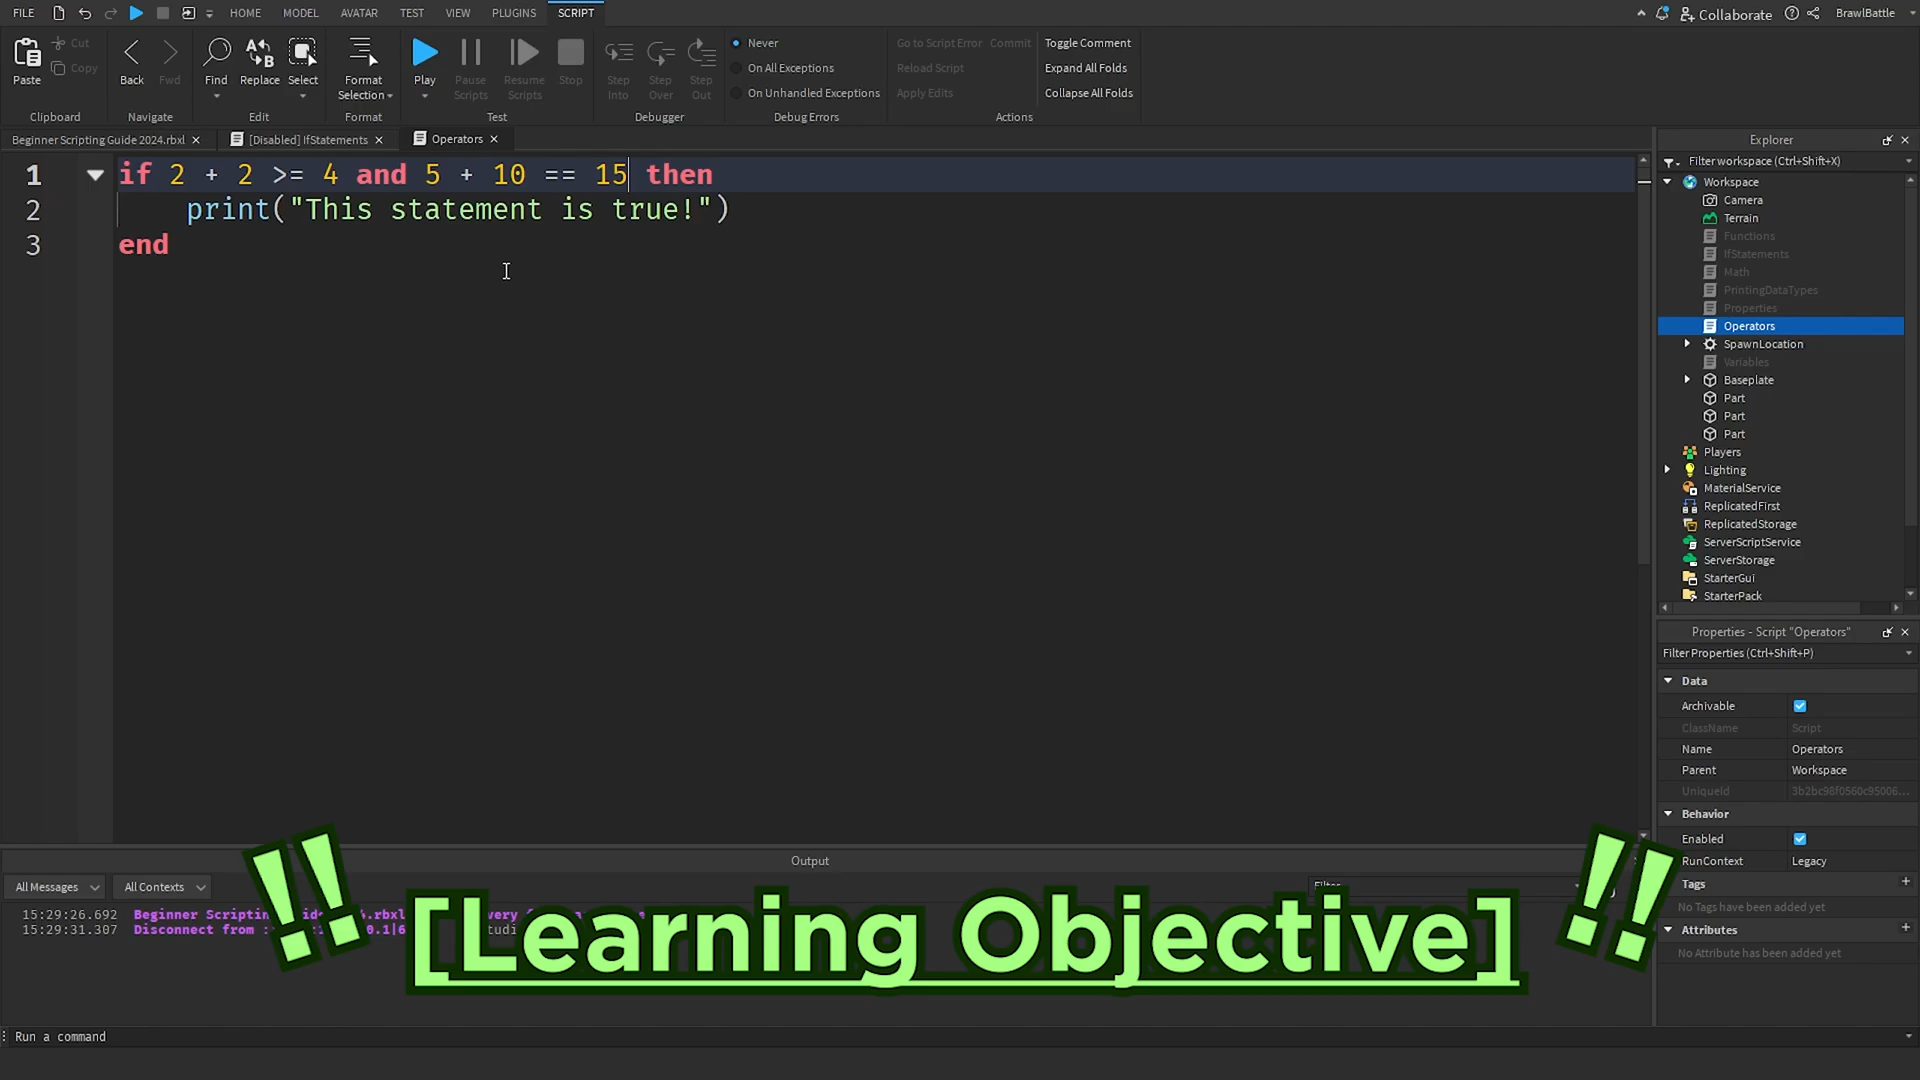 FILE HOME MODEL AVATAR TEST VIEW PLUGINS SCRIPT Collaborate BrawlBattle
Paste Cut Copy
Clipboard
Back Fwd
Navigate
Find Replace Select
Edit
Format Selection
Format
Play Pause Scripts Resume Scripts Stop
Test
Step Into Step Over Step Out
Debugger
Never
On All Exceptions
On Unhandled Exceptions
Debug Errors
Go to Script Error Commit
Reload Script
Apply Edits
Toggle Comment
Expand All Folds
Collapse All Folds
Actions
Beginner Scripting Guide 2024.rbxl [Disabled] IfStatements Operators
1 if 2 + 2 >= 4 and 5 + 10 == 15 then
2 print("This statement is true!")
3 end
Explorer
Filter workspace (Ctrl+Shift+X)
Workspace
Camera
Terrain
Functions
IfStatements
Math
PrintingDataTypes
Properties
Operators
SpawnLocation
Variables
Baseplate
Part
Part
Part
Players
Lighting
MaterialService
ReplicatedFirst
ReplicatedStorage
ServerScriptService
ServerStorage
StarterGui
StarterPack
Properties - Script "Operators"
Filter Properties (Ctrl+Shift+P)
Data
Archivable
ClassName Script
Name Operators
Parent Workspace
UniqueId 3b2bc98f0560c95006...
Behavior
Enabled
RunContext Legacy
Tags
No Tags have been added yet
Attributes
No Attribute has been added yet
Output
All Messages All Contexts
15:29:26.692 Beginner
15:29:31.307 Disconnect from
!! [Learning Objective] !!
Run a command